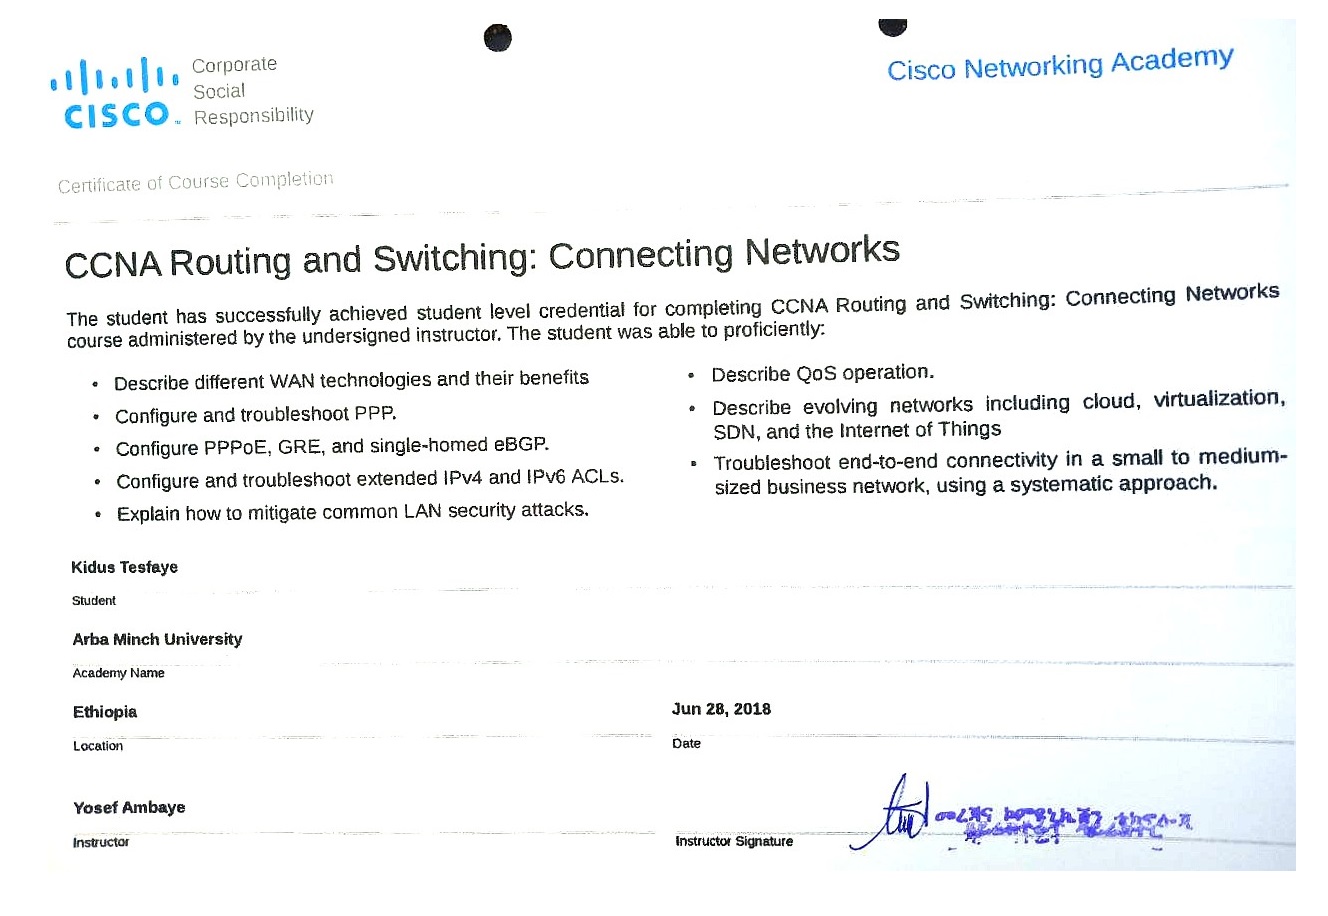 CISCO
Corporate
Social
Responsibility
Cisco Networking Academy
Certificate of Course Completion
CCNA Routing and Switching: Connecting Networks
The student has successfully achieved student level credential for completing CCNA Routing and Switching: Connecting Networks
course administered by the undersigned instructor. The student was able to proficiently:
• Describe different WAN technologies and their benefits
• Configure and troubleshoot PPP.
• Configure PPPoE, GRE, and single-homed eBGP.
• Configure and troubleshoot extended IPv4 and IPv6 ACLs.
• Explain how to mitigate common LAN security attacks.
• Describe QoS operation.
• Describe evolving networks including cloud, virtualization,
SDN, and the Internet of Things
• Troubleshoot end-to-end connectivity in a small to medium-
sized business network, using a systematic approach.
Kidus Tesfaye
Student
Arba Minch University
Academy Name
Ethiopia
Location
Jun 28, 2018
Date
Yosef Ambaye
Instructor
Instructor Signature